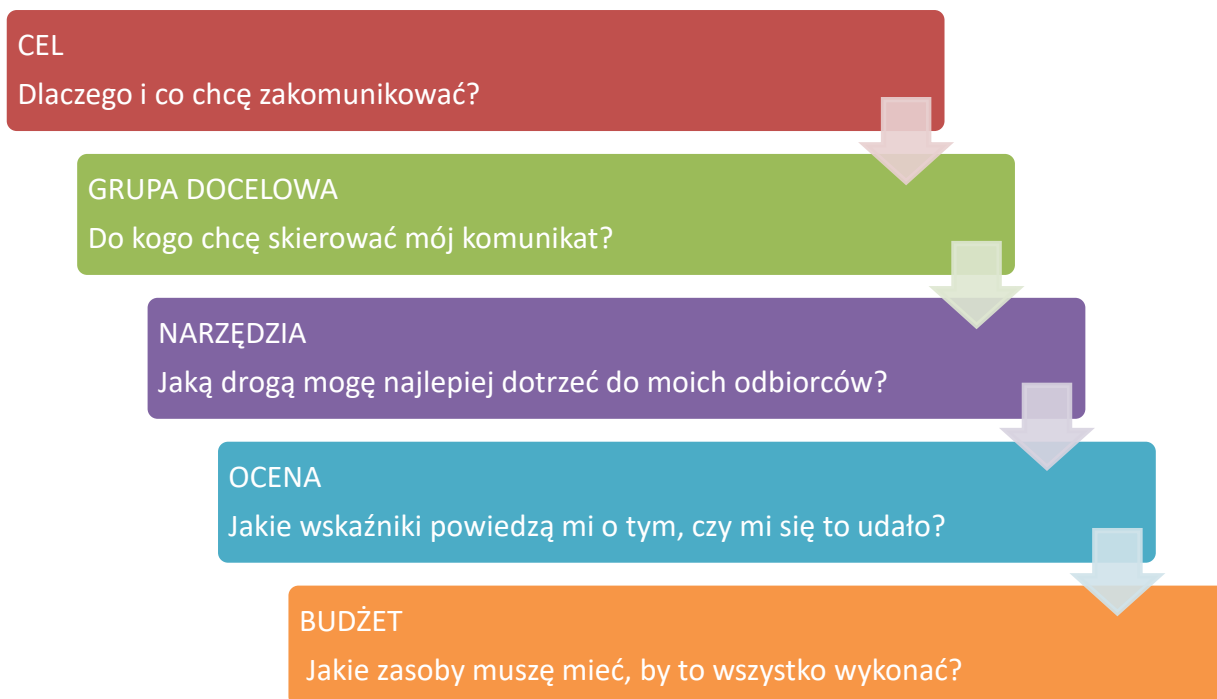 CEL
Dlaczego i co chcę zakomunikować?
GRUPA DOCELOWA
Do kogo chcę skierować mój komunikat?
NARZĘDZIA
Jaką drogą mogę najlepiej dotrzeć do moich odbiorców?
OCENA
Jakie wskaźniki powiedzą mi o tym, czy mi się to udało?
BUDŻET
Jakie zasoby muszę mieć, by to wszystko wykonać?